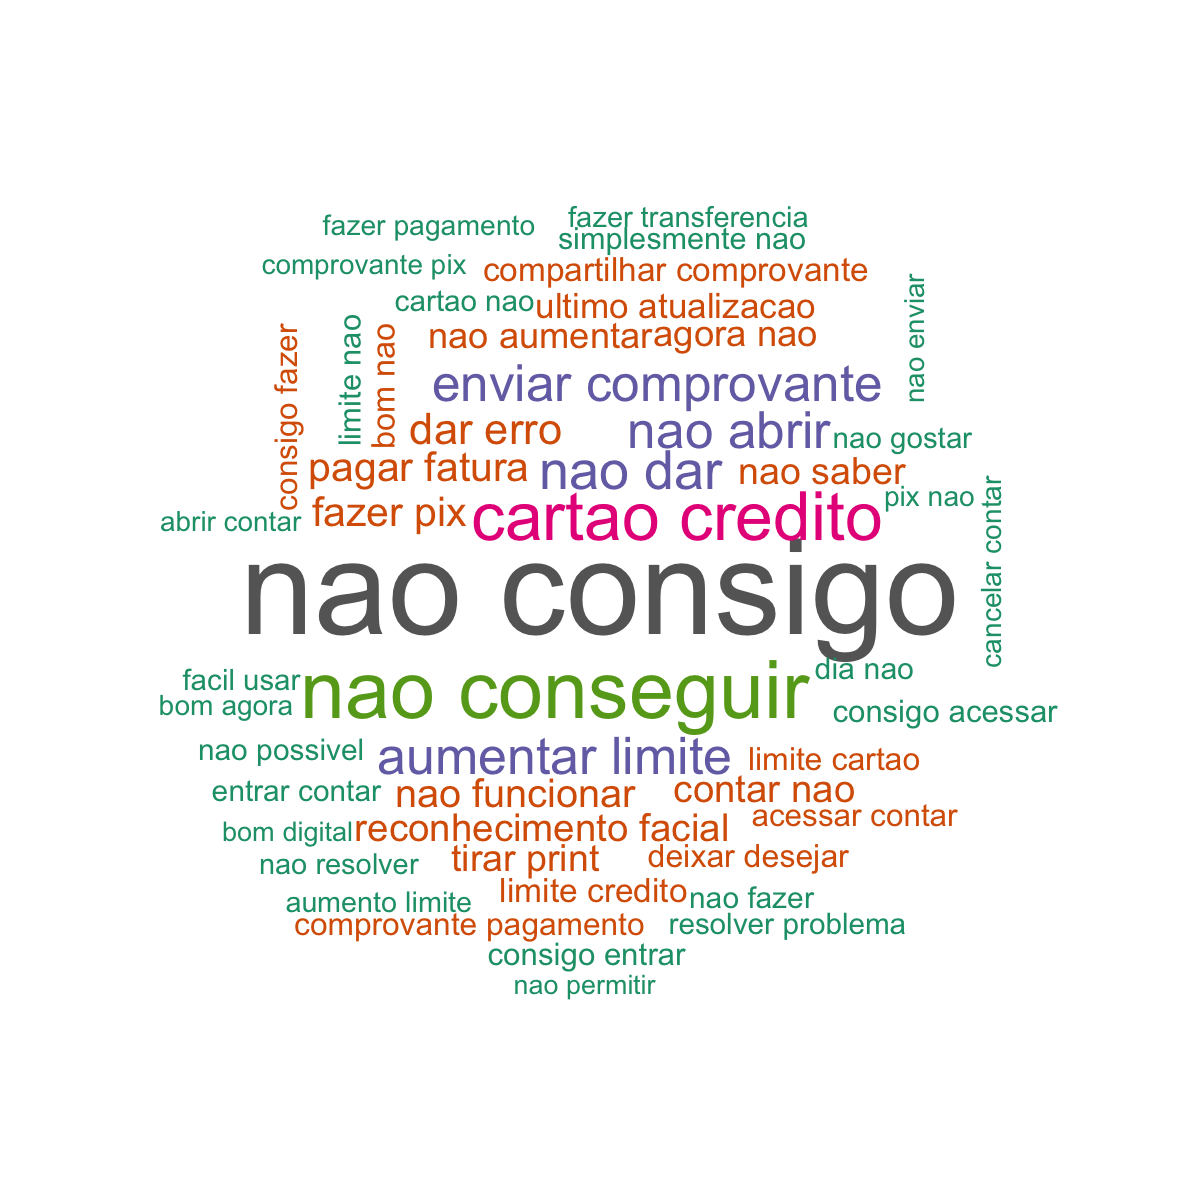 fazer pagamento
fazer transferencia
simplesmente nao
comprovante pix
compartilhar comprovante
cartao nao
ultimo atualizacao
nao enviar
consigo fazer
limite nao
bom nao
nao aumentar
agora nao
enviar comprovante
dar erro
nao abrir
nao gostar
pagar fatura
nao dar
nao saber
pix nao
cancelar contar
abrir contar
fazer pix
cartao credito
nao consigo
facil usar
nao conseguir
dia nao
bom agora
consigo acessar
nao possivel
aumentar limite
limite cartao
entrar contar
nao funcionar
contar nao
acessar contar
bom digital
reconhecimento facial
nao resolver
tirar print
deixar desejar
aumento limite
limite credito
nao fazer
comprovante pagamento
resolver problema
consigo entrar
nao permitir